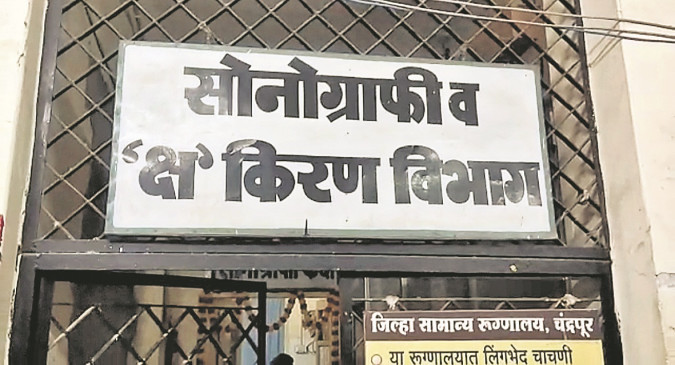 सोनोग्राफी व
'क्ष' किरण विभाग
जिल्हा सामान्य रूग्णालय, चंद्रपूर
या रूग्णालयात लिंगभेद चाचणी